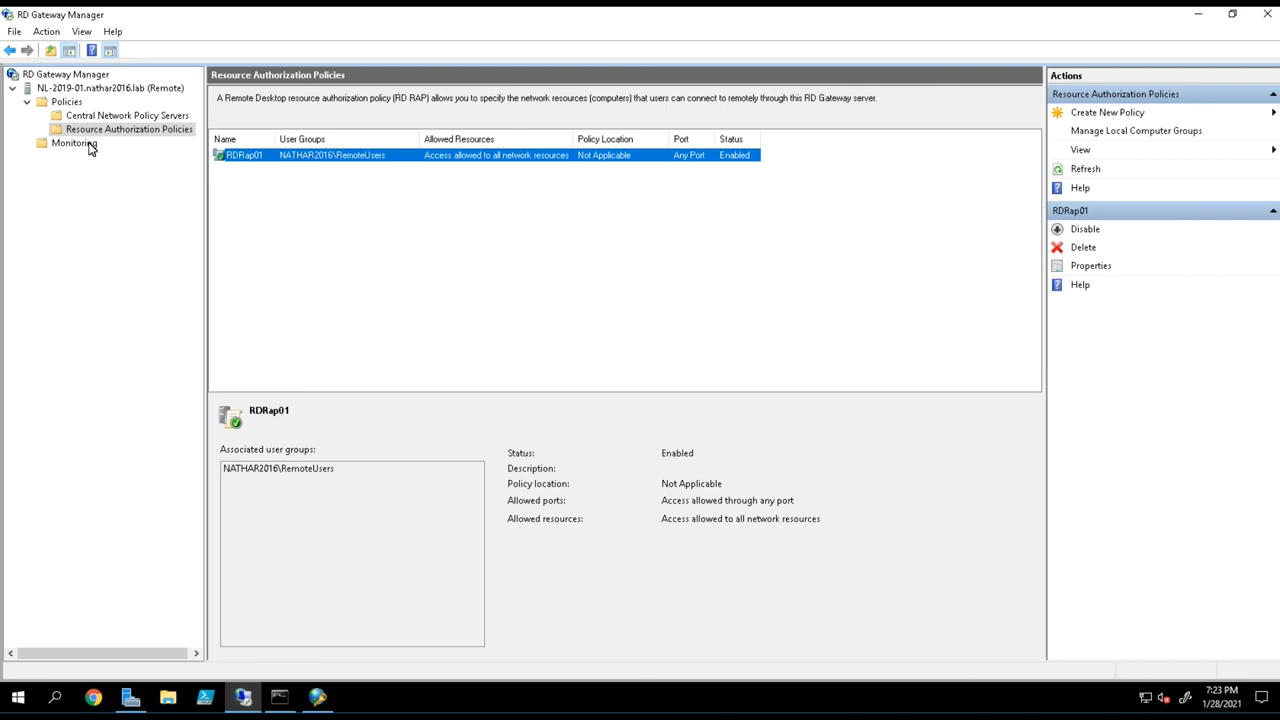 RD Gateway Manager
File Action View Help
RD Gateway Manager
NL-2019-01.nathar2016.lab (Remote)
Policies
Central Network Policy Servers
Resource Authorization Policies
Monitoring
Resource Authorization Policies
A Remote Desktop resource authorization policy (RD RAP) allows you to specify the network resources (computers) that users can connect to remotely through this RD Gateway server.
Name User Groups Allowed Resources Policy Location Port Status
RDRap01 NATHAR2016\RemoteUsers Access allowed to all network resources Not Applicable Any Port Enabled
RDRap01
Associated user groups:
NATHAR2016\RemoteUsers
Status: Enabled
Description:
Policy location: Not Applicable
Allowed ports: Access allowed through any port
Allowed resources: Access allowed to all network resources
Actions
Resource Authorization Policies
Create New Policy
Manage Local Computer Groups
View
Refresh
Help
RDRap01
Disable
Delete
Properties
Help
7:23 PM
1/28/2021